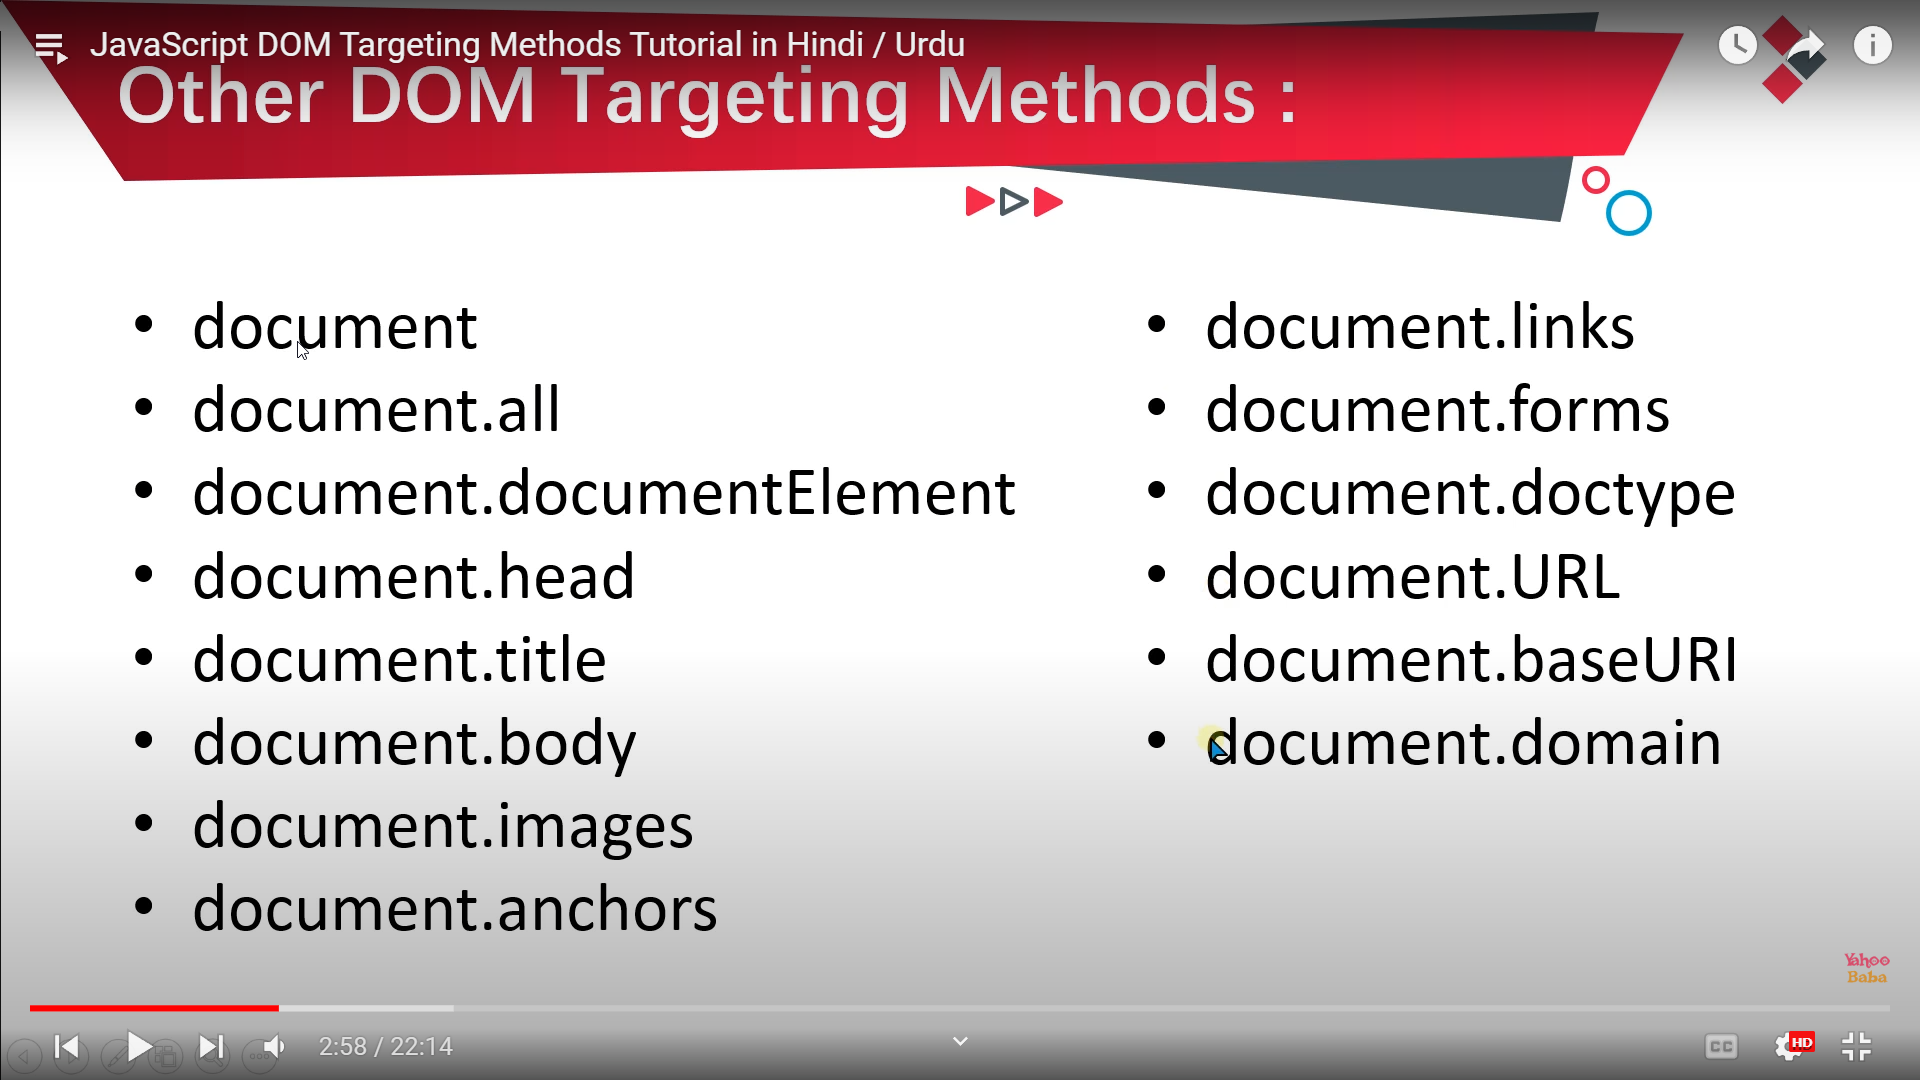 JavaScript DOM Targeting Methods Tutorial in Hindi / Urdu
Other DOM Targeting Methods :
• document
• document.all
• document.documentElement
• document.head
• document.title
• document.body
• document.images
• document.anchors
• document.links
• document.forms
• document.doctype
• document.URL
• document.baseURI
• document.domain
Yahoo
Baba
2:58 / 22:14
CC
HD